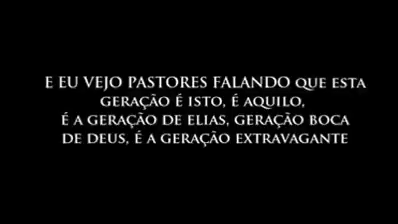 E EU VEJO PASTORES FALANDO QUE ESTA
GERAÇÃO É ISTO, É AQUILO,
É A GERAÇÃO DE ELIAS, GERAÇÃO BOCA
DE DEUS, É A GERAÇÃO EXTRAVAGANTE